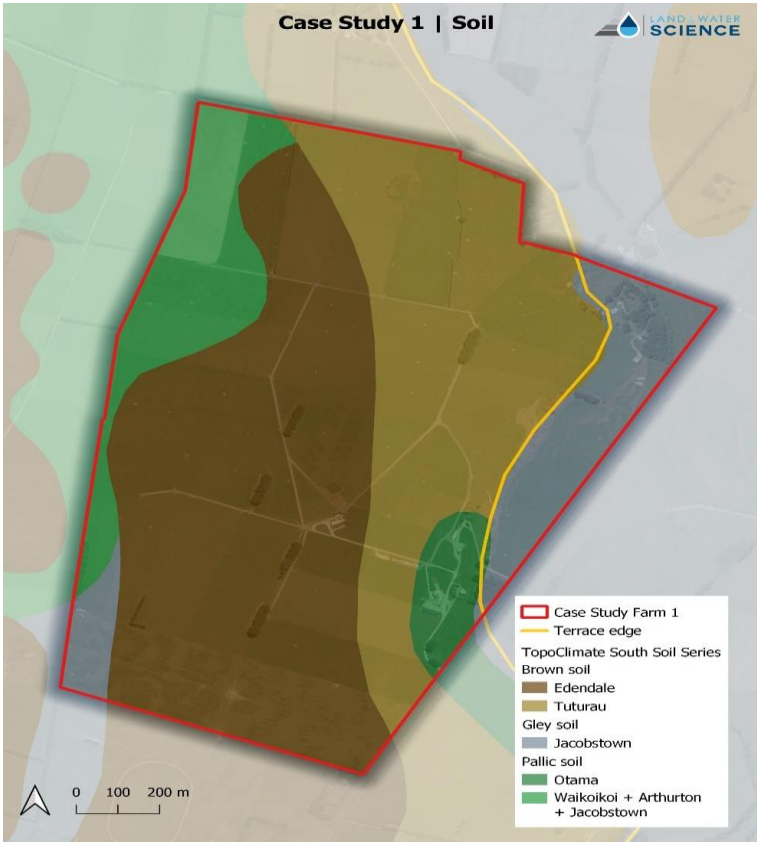 Case Study 1 | Soil
LAND & WATER
SCIENCE
Case Study Farm 1
Terrace edge
TopoClimate South Soil Series
Brown soil
Edendale
Tuturau
Gley soil
Jacobstown
Pallic soil
Otama
Waikoikoi + Arthurton
+ Jacobstown
0 100 200 m